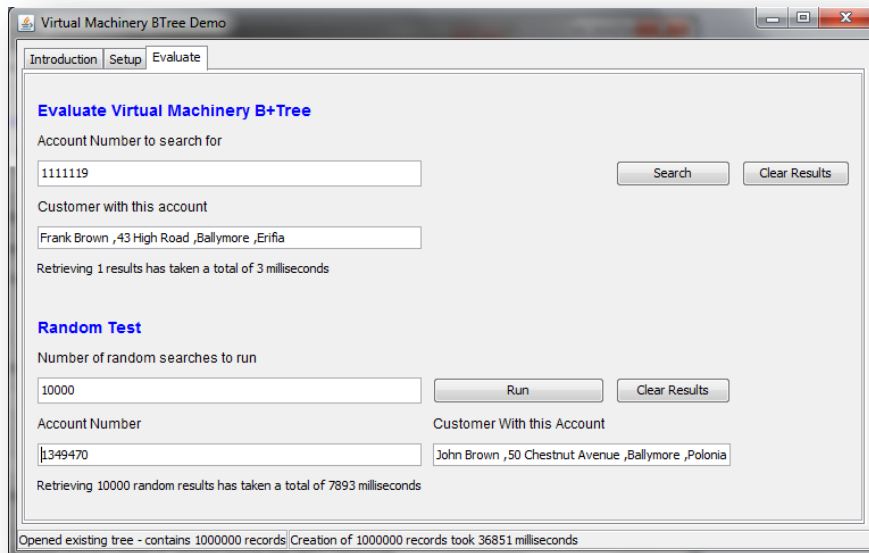 Virtual Machinery BTree Demo
Introduction Setup Evaluate
Evaluate Virtual Machinery B+Tree
Account Number to search for
1111119 Search Clear Results
Customer with this account
Frank Brown ,43 High Road ,Ballymore ,Erifia
Retrieving 1 results has taken a total of 3 milliseconds
Random Test
Number of random searches to run
10000 Run Clear Results
Account Number Customer With this Account
1349470 John Brown ,50 Chestnut Avenue ,Ballymore ,Polonia
Retrieving 10000 random results has taken a total of 7893 milliseconds
Opened existing tree - contains 1000000 records Creation of 1000000 records took 36851 milliseconds